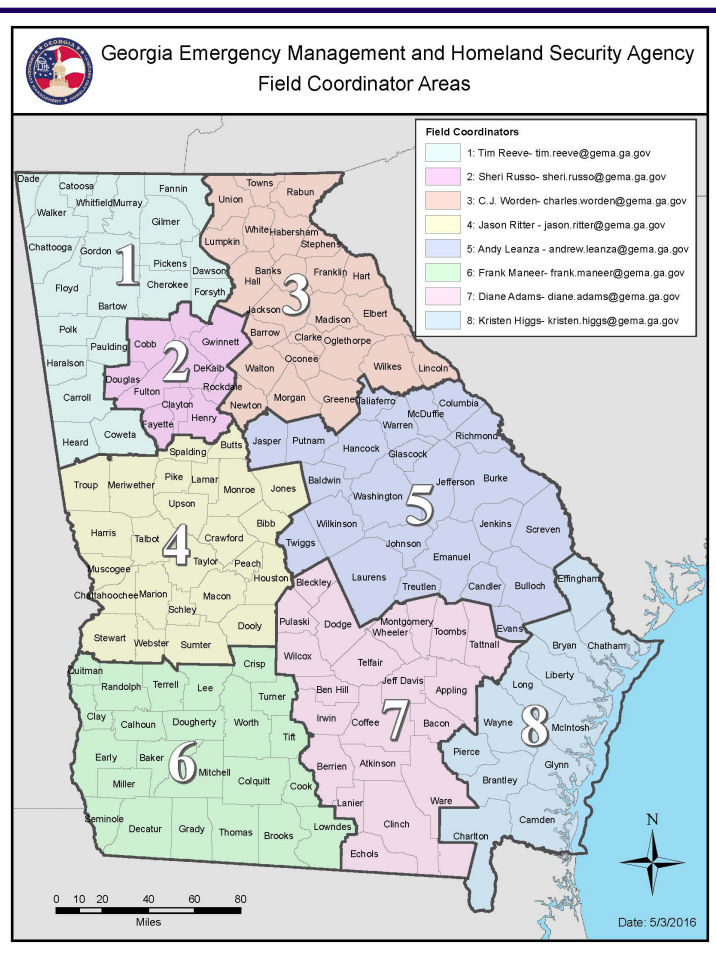 Georgia Emergency Management and Homeland Security Agency
Field Coordinator Areas
Field Coordinators
1: Tim Reeve- tim.reeve@gema.ga.gov
2: Sheri Russo- sheri.russo@gema.ga.gov
3: C.J. Worden- charles.worden@gema.ga.gov
4: Jason Ritter - jason.ritter@gema.ga.gov
5: Andy Leanza - andrew.leanza@gema.ga.gov
6: Frank Maneer- frank.maneer@gema.ga.gov
7: Diane Adams- diane.adams@gema.ga.gov
8: Kristen Higgs- kristen.higgs@gema.ga.gov
Dade
Catoosa
Fannin
Whitfield
Murray
Walker
Gilmer
Chattooga
Gordon
1
Pickens
Dawson
Floyd
Cherokee
Forsyth
Bartow
Polk
Paulding
Haralson
Carroll
Heard
Coweta
Cobb
Gwinnett
2
DeKalb
Douglas
Fulton
Rockdale
Clayton
Fayette
Henry
Towns
Rabun
Union
White
Habersham
Lumpkin
Stephens
Banks
Franklin
Hart
Hall
3
Jackson
Elbert
Madison
Barrow
Clarke
Oglethorpe
Oconee
Walton
Wilkes
Lincoln
Morgan
Greene
Newton
Butts
Spalding
Troup
Meriwether
Pike
Lamar
Monroe
Jones
Upson
Bibb
Harris
Talbot
4
Crawford
Taylor
Peach
Muscogee
Houston
Chattahoochee
Marion
Macon
Schley
Dooly
Stewart
Webster
Sumter
Taliaferro
Columbia
McDuffie
Warren
Richmond
Jasper
Putnam
Hancock
Glascock
Baldwin
Jefferson
Burke
Washington
5
Wilkinson
Jenkins
Screven
Twiggs
Johnson
Emanuel
Laurens
Treutlen
Candler
Bulloch
Evans
Quitman
Crisp
Randolph
Terrell
Lee
Turner
Clay
Calhoun
Dougherty
Worth
Tift
Early
Baker
6
Mitchell
Miller
Colquitt
Cook
Seminole
Decatur
Grady
Thomas
Brooks
Lowndes
Bleckley
Pulaski
Dodge
Montgomery
Wheeler
Toombs
Tattnall
Wilcox
Telfair
Jeff Davis
Ben Hill
Appling
Irwin
Coffee
7
Bacon
Berrien
Atkinson
Lanier
Ware
Clinch
Echols
Effingham
Bryan
Chatham
Liberty
Long
Wayne
8
McIntosh
Pierce
Glynn
Brantley
Camden
Charlton
N
0 10 20 40 60 80
Miles
Date: 5/3/2016